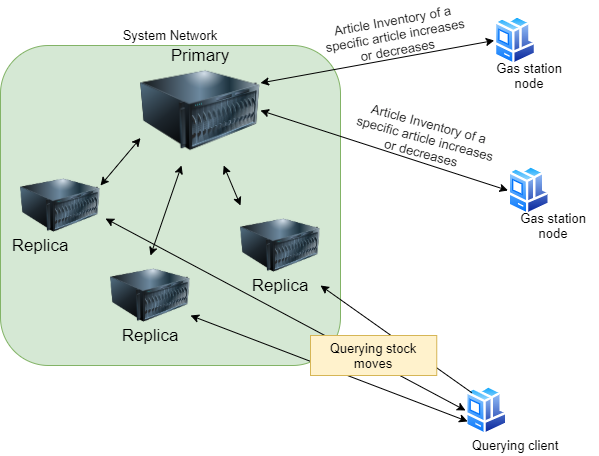 System Network
Primary
Article Inventory of a
specific article increases
or decreases
Gas station
node
Article Inventory of a
specific article increases
or decreases
Gas station
node
Replica
Replica
Replica
Querying stock
moves
Querying client